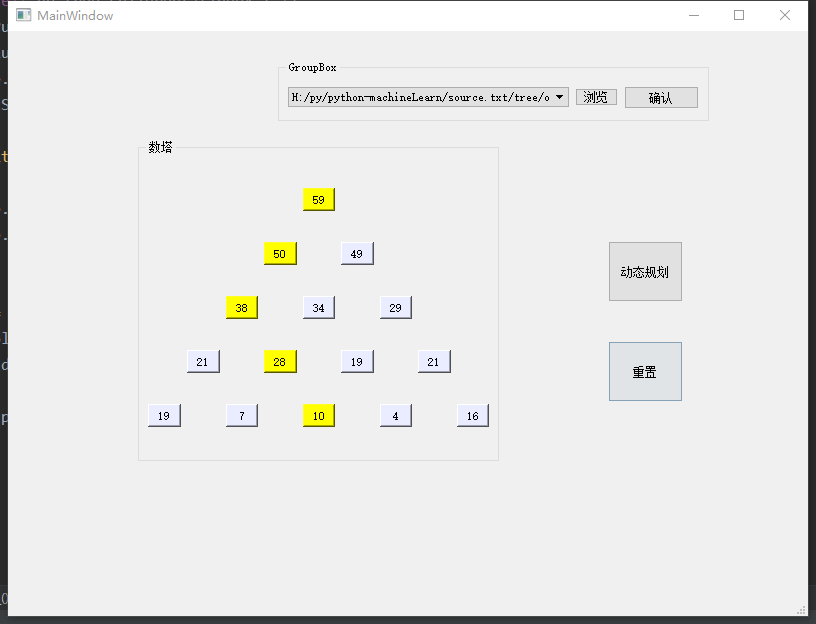 MainWindow
GroupBox
H:/py/python-machineLearn/source.txt/tree/o
浏览
确认
数塔
59
50 49
38 34 29
动态规划
21 28 19 21
重置
19 7 10 4 16